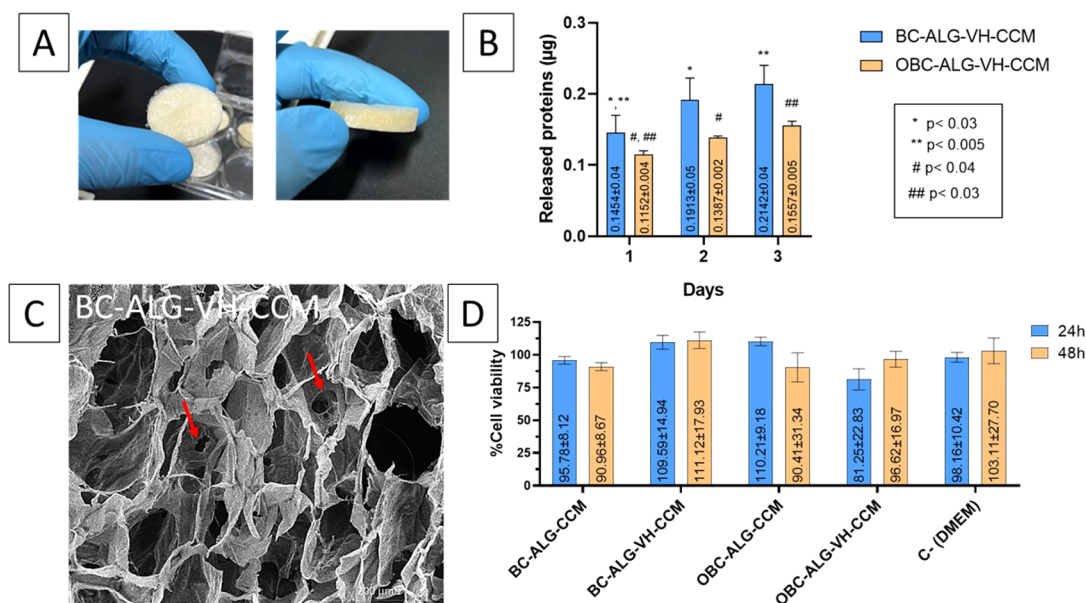 A
B
Released proteins (µg)
0.3
0.2
0.1
0.0
*,**
#, ##
*
#
**
##
0.1454±0.04
0.1152±0.004
0.1913±0.05
0.1387±0.002
0.2142±0.04
0.1557±0.005
1
2
3
Days
BC-ALG-VH-CCM
OBC-ALG-VH-CCM
* p< 0.03
** p< 0.005
# p< 0.04
## p< 0.03
C
BC-ALG-VH-CCM
200 µm
D
%Cell viability
125
100
75
50
25
0
95.78±8.12
90.96±8.67
109.59±14.94
111.12±17.93
110.21±9.18
90.41±31.34
81.25±22.83
96.62±16.97
98.16±10.42
103.11±27.70
BC-ALG-CCM
BC-ALG-VH-CCM
OBC-ALG-CCM
OBC-ALG-VH-CCM
C- (DMEM)
24h
48h